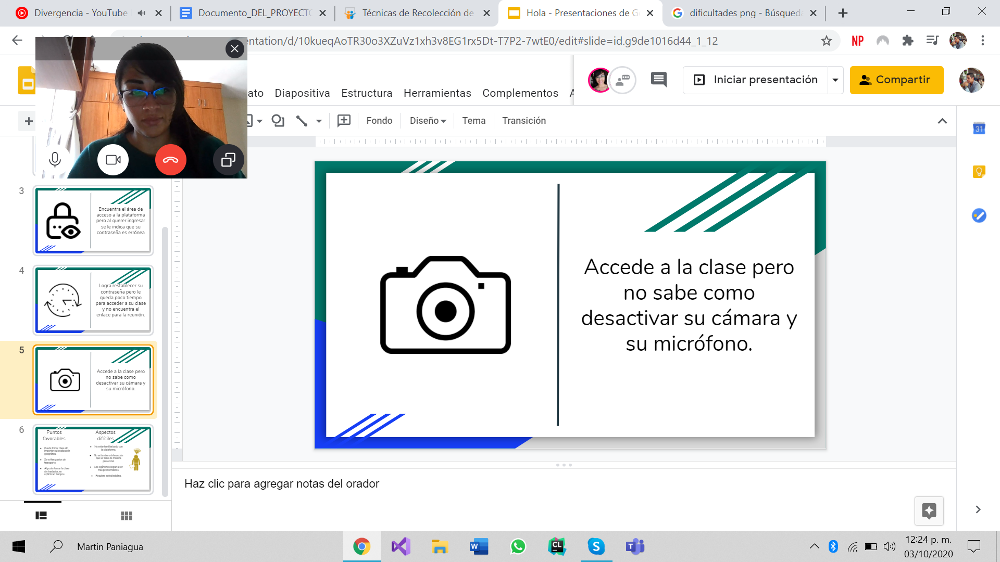 Divergencia - YouTube
Documento_DEL_PROYECTO
Técnicas de Recolección de
Hola - Presentaciones de G
dificultades png - Búsqueda
entation/d/10kueqAoTR30o3XZuVz1xh3v8EG1rx5Dt-T7P2-7wtE0/edit#slide=id.g9de1016d44_1_12
NP
ato Diapositiva Estructura Herramientas Complementos A
Iniciar presentación
Compartir
Fondo Diseño Tema Transición
31
3
Encuentra el área de
acceso a la plataforma
pero al querer ingresar
se le indica que su
contraseña es errónea
4
Logra restablecer su
contraseña pero le
queda poco tiempo
para acceder a su clase
y no encuentra el
enlace para la reunión.
5
Accede a la clase pero
no sabe como
desactivar su cámara y
su micrófono.
6
Puntos
favorables
Puede tomar clase sin
importar su localización
geográfica.
Se evitan gastos de
transporte.
Al poder tomar la clase
sin traslados, se
optimizan tiempos.
Aspectos
difíciles
No estar familiarizado con
la plataforma.
No es la misma interacción
que se tiene de manera
presencial.
Los exámenes llegan a ser
más problemáticos.
Requiere autodisciplina.
Accede a la clase pero
no sabe como
desactivar su cámara y
su micrófono.
Haz clic para agregar notas del orador
Martin Paniagua
W
CL
S
T
12:24 p. m.
03/10/2020